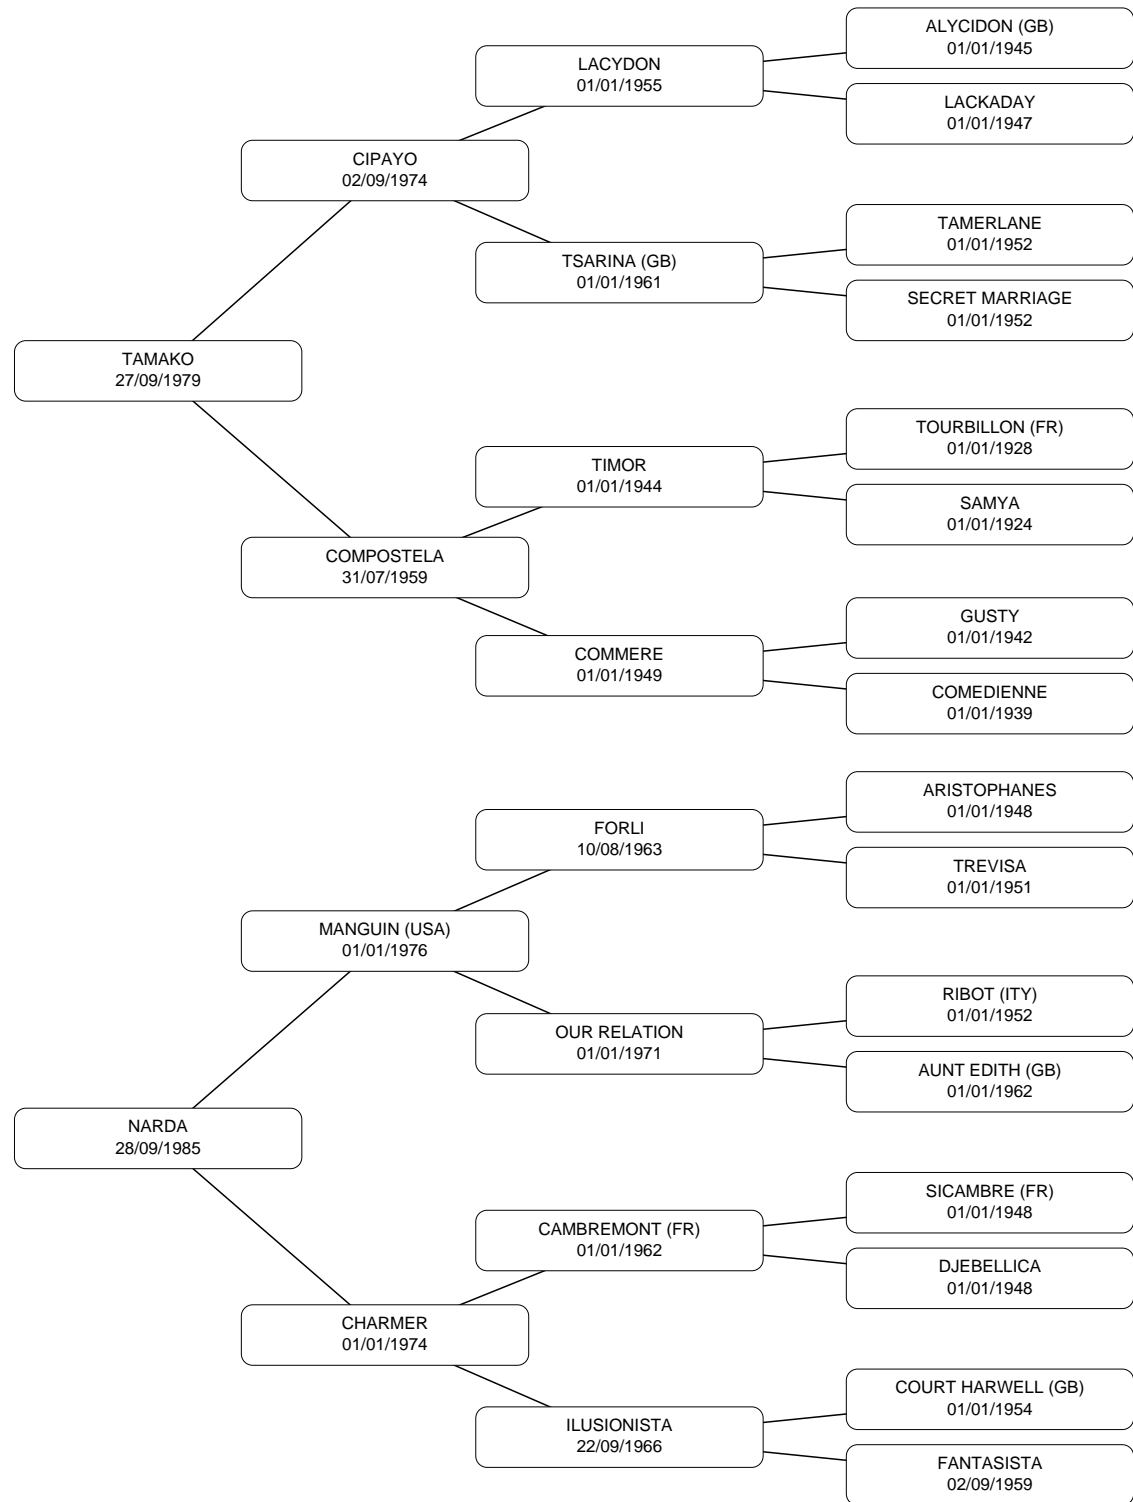 ALYCIDON (GB)
01/01/1945
LACYDON
01/01/1955
LACKADAY
01/01/1947
CIPAYO
02/09/1974
TAMERLANE
01/01/1952
TSARINA (GB)
01/01/1961
SECRET MARRIAGE
01/01/1952
TAMAKO
27/09/1979
TOURBILLON (FR)
01/01/1928
TIMOR
01/01/1944
SAMYA
01/01/1924
COMPOSTELA
31/07/1959
GUSTY
01/01/1942
COMMERE
01/01/1949
COMEDIENNE
01/01/1939
ARISTOPHANES
01/01/1948
FORLI
10/08/1963
TREVISA
01/01/1951
MANGUIN (USA)
01/01/1976
RIBOT (ITY)
01/01/1952
OUR RELATION
01/01/1971
AUNT EDITH (GB)
01/01/1962
NARDA
28/09/1985
SICAMBRE (FR)
01/01/1948
CAMBREMONT (FR)
01/01/1962
DJEBELLICA
01/01/1948
CHARMER
01/01/1974
COURT HARWELL (GB)
01/01/1954
ILUSIONISTA
22/09/1966
FANTASISTA
02/09/1959